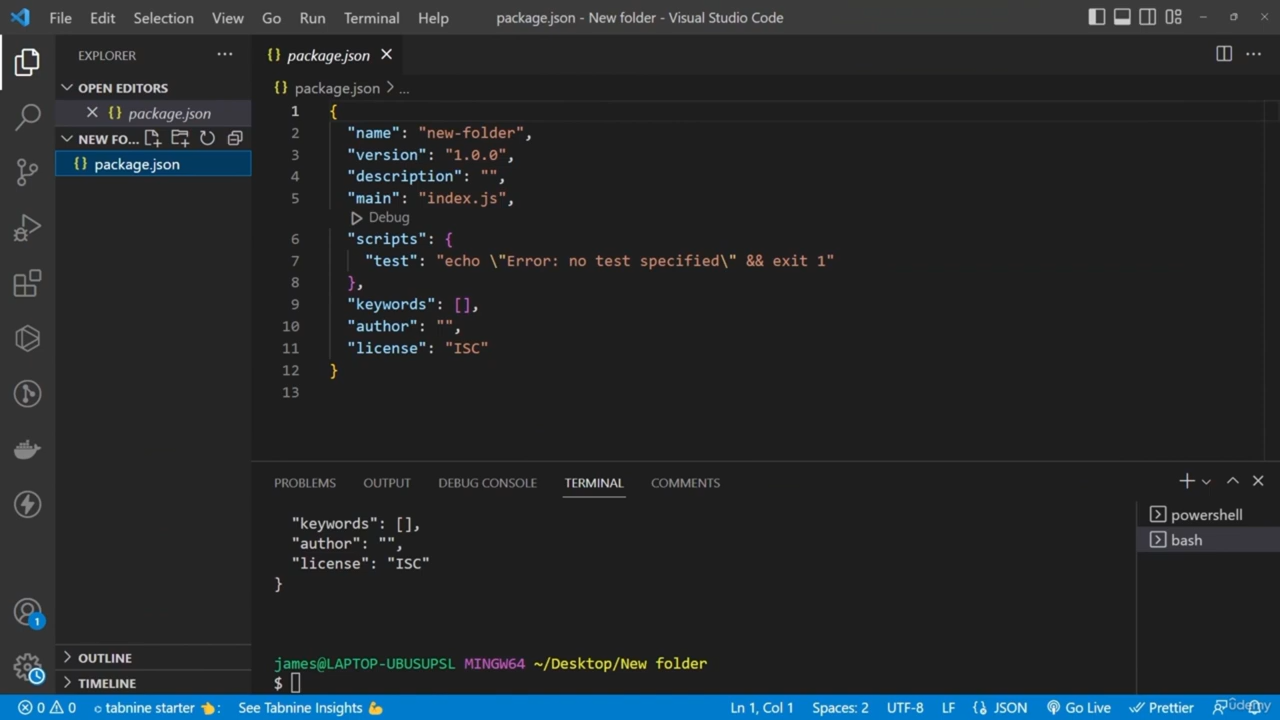 File Edit Selection View Go Run Terminal Help package.json - New folder - Visual Studio Code
EXPLORER ···
OPEN EDITORS
{} package.json
NEW FO...
{} package.json
{} package.json
{} package.json > ...
1 {
2 "name": "new-folder",
3 "version": "1.0.0",
4 "description": "",
5 "main": "index.js",
Debug
6 "scripts": {
7 "test": "echo \"Error: no test specified\" && exit 1"
8 },
9 "keywords": [],
10 "author": "",
11 "license": "ISC"
12 }
13
PROBLEMS OUTPUT DEBUG CONSOLE TERMINAL COMMENTS
"keywords": [],
"author": "",
"license": "ISC"
}
james@LAPTOP-UBUSUPSL MINGW64 ~/Desktop/New folder
$
powershell
bash
1
OUTLINE
TIMELINE
0 0 tabnine starter See Tabnine Insights Ln 1, Col 1 Spaces: 2 UTF-8 LF {} JSON Go Live Prettier
Udemy